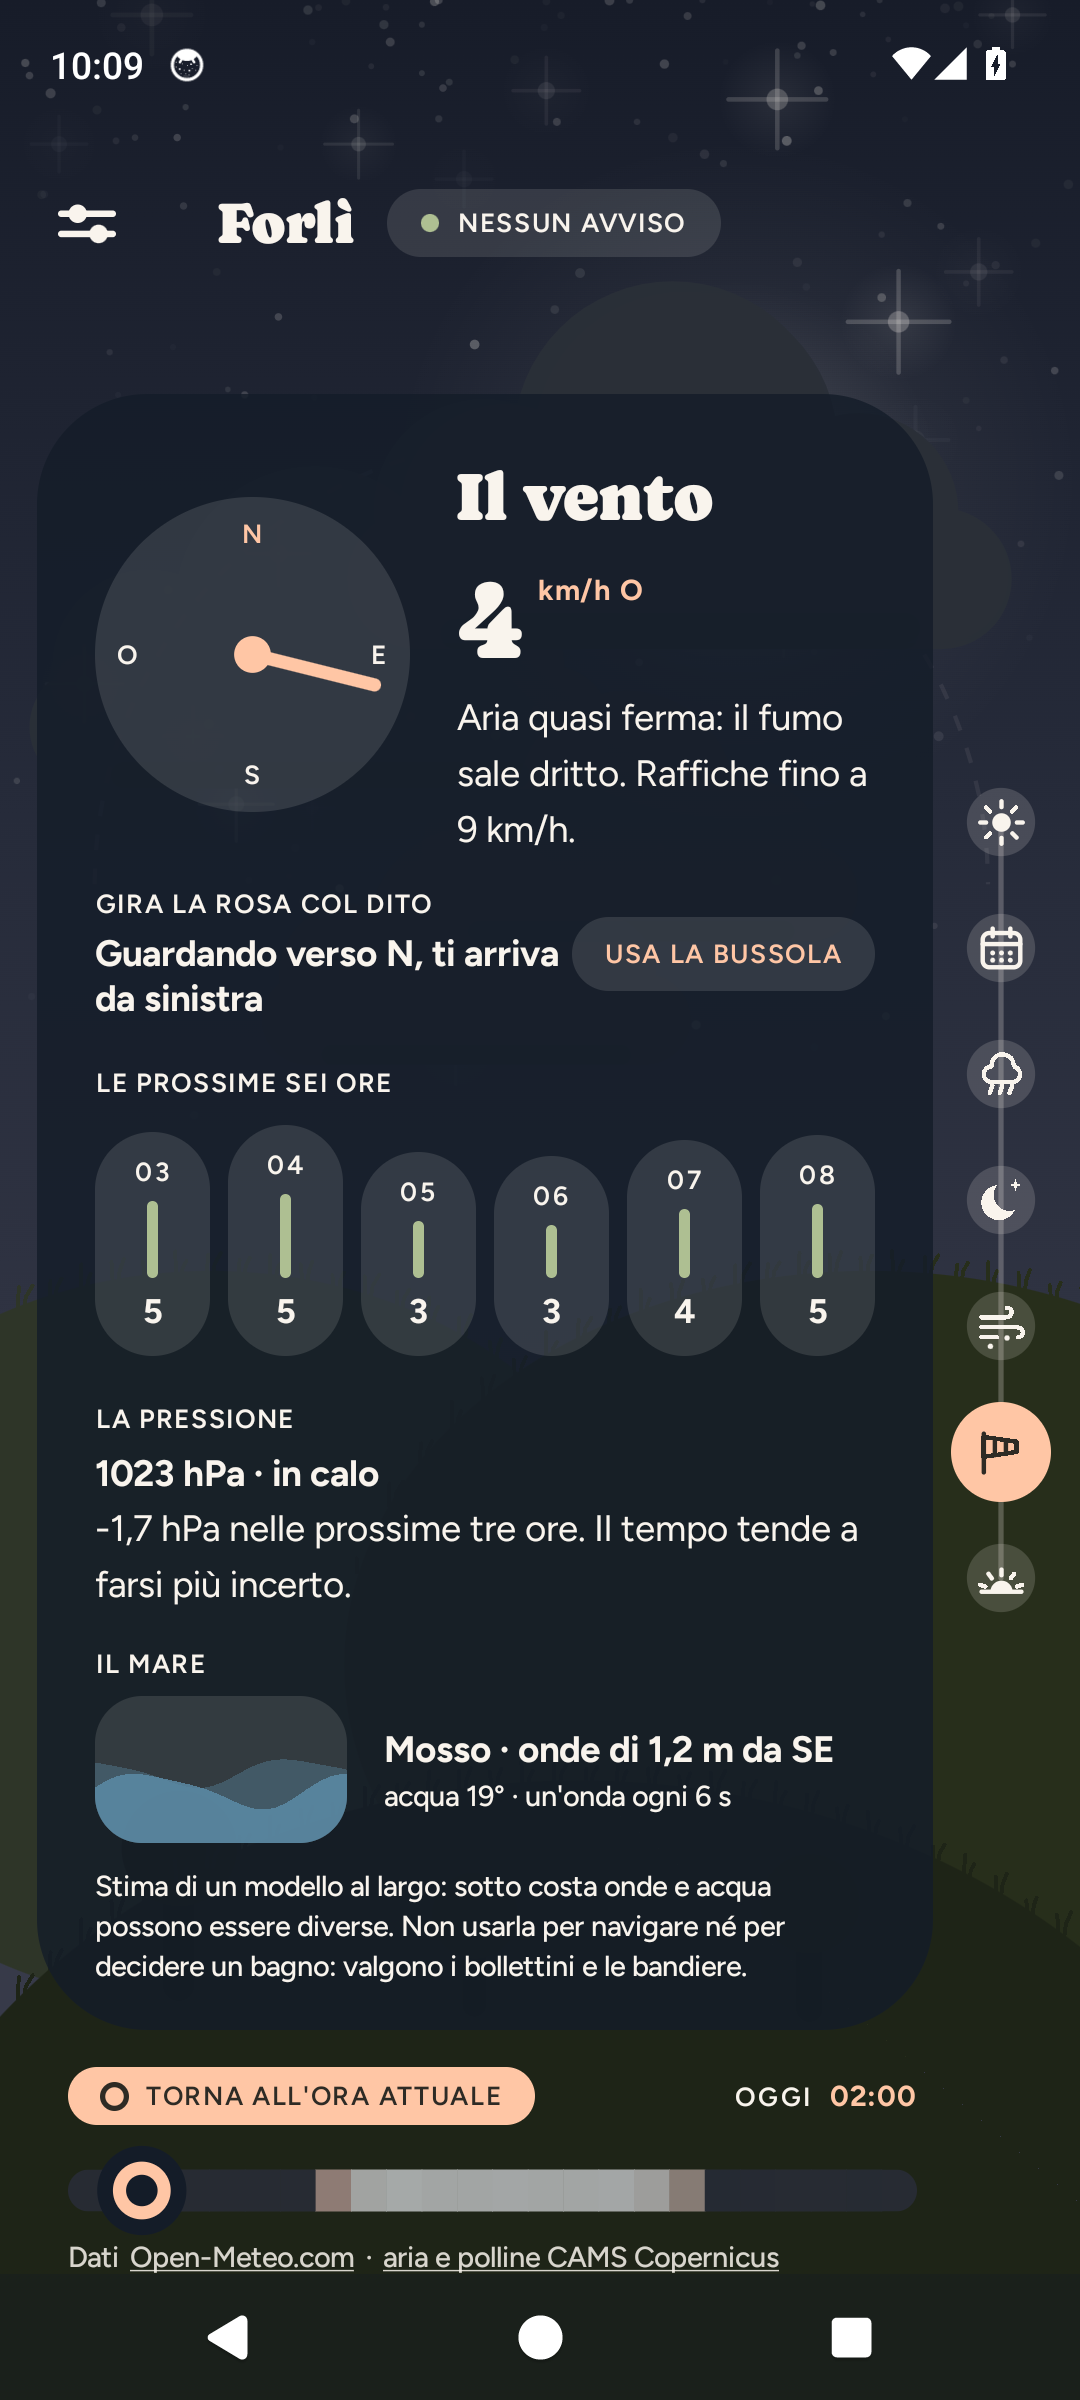 10:09
Forlì
NESSUN AVVISO
Il vento
4 km/h O
Aria quasi ferma: il fumo
sale dritto. Raffiche fino a
9 km/h.
N
O
E
S
GIRA LA ROSA COL DITO
Guardando verso N, ti arriva
da sinistra
USA LA BUSSOLA
LE PROSSIME SEI ORE
03 04 05 06 07 08
5 5 3 3 4 5
LA PRESSIONE
1023 hPa · in calo
-1,7 hPa nelle prossime tre ore. Il tempo tende a
farsi più incerto.
IL MARE
Mosso · onde di 1,2 m da SE
acqua 19° · un'onda ogni 6 s
Stima di un modello al largo: sotto costa onde e acqua
possono essere diverse. Non usarla per navigare né per
decidere un bagno: valgono i bollettini e le bandiere.
TORNA ALL'ORA ATTUALE
OGGI 02:00
Dati Open-Meteo.com · aria e polline CAMS Copernicus